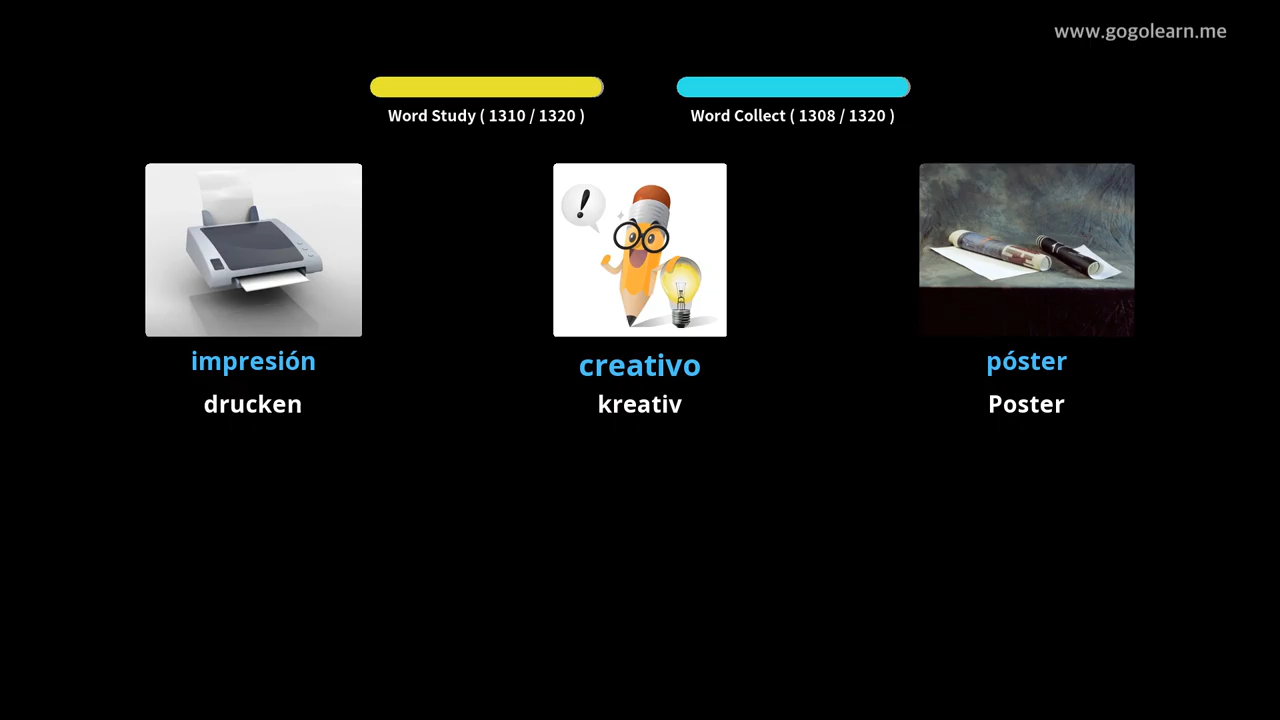 www.gogolearn.me
Word Study ( 1310 / 1320 )
Word Collect ( 1308 / 1320 )
!
impresión
creativo
póster
drucken
kreativ
Poster